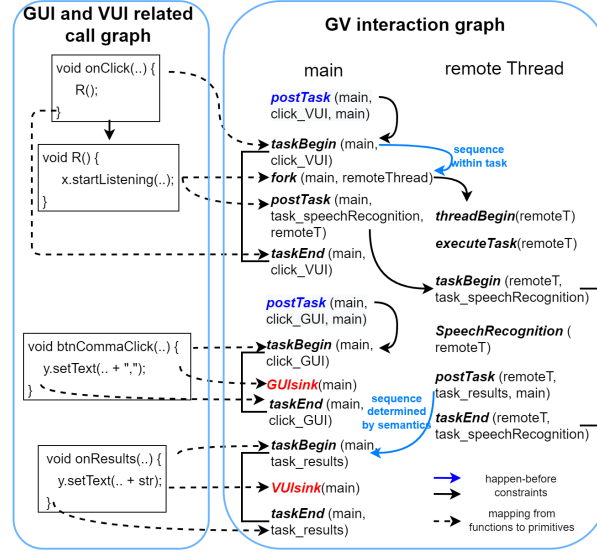 GUI and VUI related
call graph
void onClick(..) {
R();
}
void R() {
x.startListening(..);
}
void btnCommaClick(..) {
y.setText(.. + ",");
}
void onResults(..) {
y.setText(.. + str);
}
GV interaction graph
main
remote Thread
postTask (main,
click_VUI, main)
taskBegin (main,
click_VUI)
fork (main, remoteThread)
postTask (main,
task_speechRecognition,
remoteT)
taskEnd (main,
click_VUI)
postTask (main,
click_GUI, main)
taskBegin (main,
click_GUI)
GUIsink(main)
taskEnd (main,
click_GUI)
taskBegin (main,
task_results)
VUIsink(main)
taskEnd (main,
task_results)
sequence
within task
threadBegin(remoteT)
executeTask(remoteT)
taskBegin (remoteT,
task_speechRecognition)
SpeechRecognition (
remoteT)
postTask (remoteT,
task_results, main)
taskEnd (remoteT,
task_speechRecognition)
sequence
determined
by semantics
happen-before
constraints
mapping from
functions to primitives